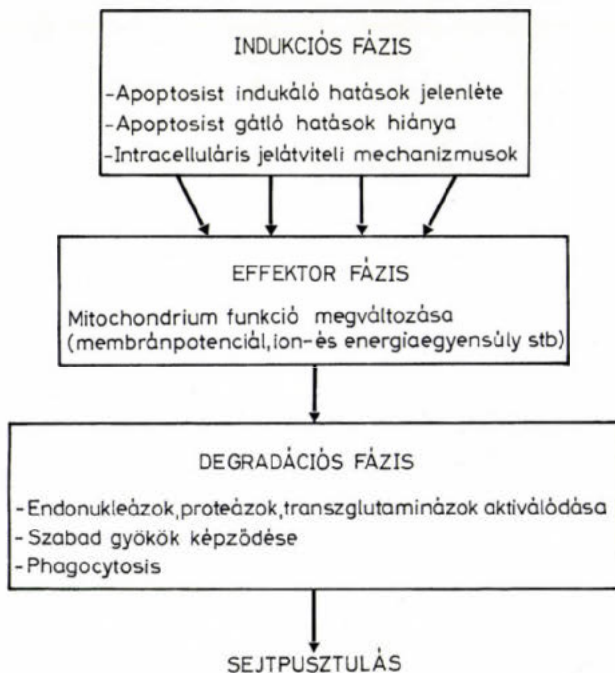 INDUKCIÓS FÁZIS
-Apoptosist indukáló hatások jelenléte
-Apoptosist gátló hatások hiánya
-Intracelluláris jelátviteli mechanizmusok
EFFEKTOR FÁZIS
Mitochondrium funkció megváltozása
(membránpotenciál,ion-és energiaegyensúly stb)
DEGRADÁCIÓS FÁZIS
-Endonukleázok,proteázok,transzglutaminázok aktiválódása
-Szabad gyökök képződése
-Phagocytosis
SEJTPUSZTULÁS